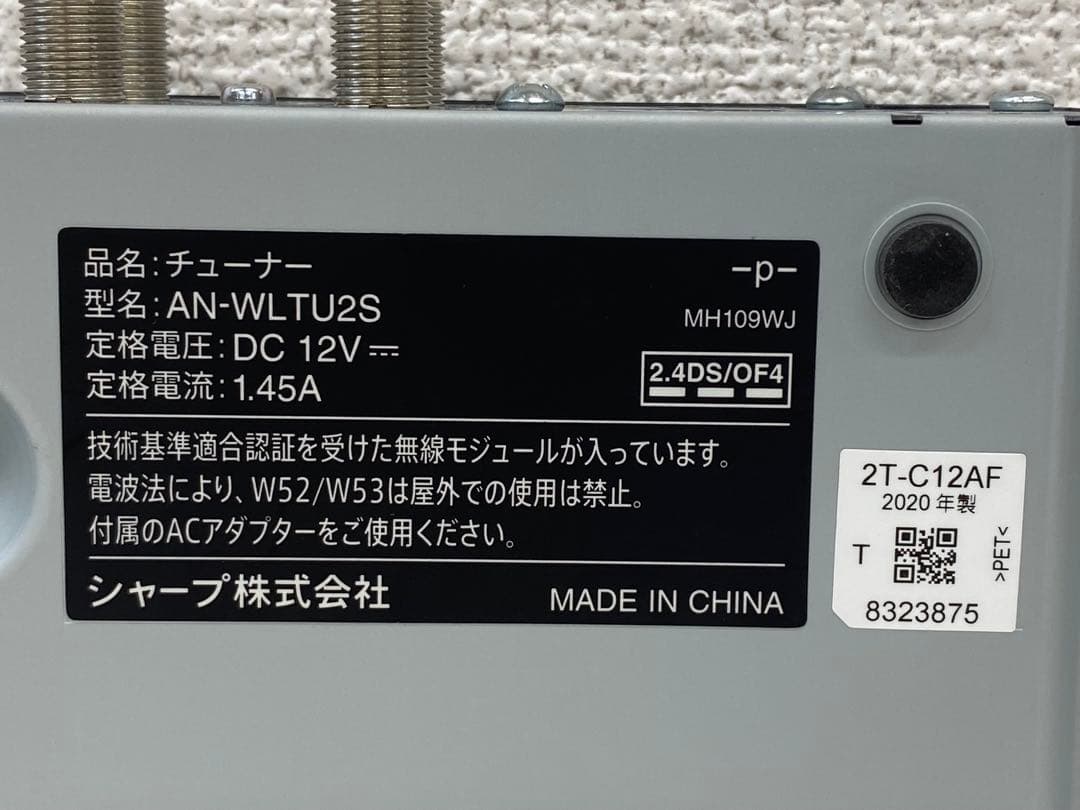 品名:チューナー
型名:AN-WLTU2S
定格電圧:DC 12V⎓
定格電流:1.45A
-p-
MH109WJ
2.4DS/OF4
技術基準適合認証を受けた無線モジュールが入っています。
電波法により、W52/W53は屋外での使用は禁止。
付属のACアダプターをご使用ください。
シャープ株式会社
MADE IN CHINA
2T-C12AF
2020年製
T
>PET<
8323875